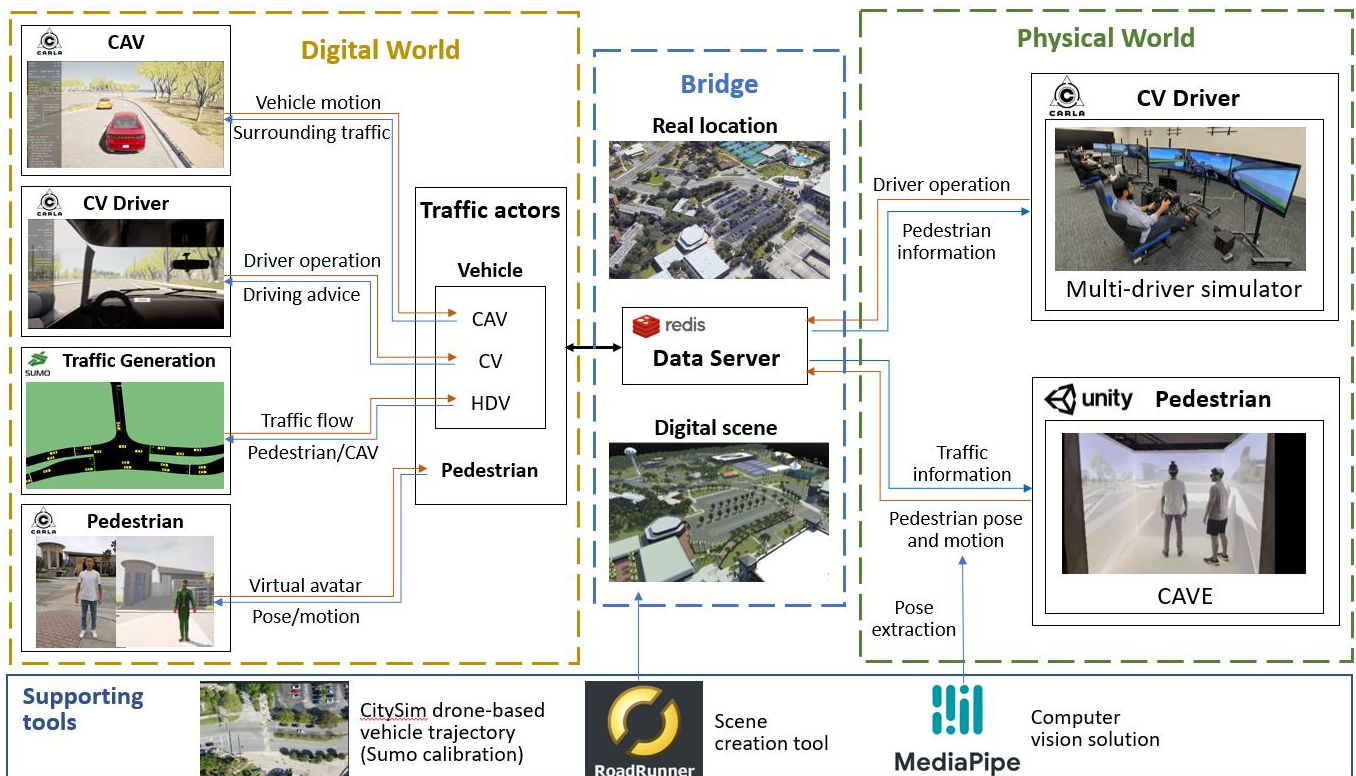 Digital World
CARLA
CAV
Vehicle motion
Surrounding traffic
CARLA
CV Driver
Driver operation
Driving advice
SUMO
Traffic Generation
Traffic flow
Pedestrian/CAV
CARLA
Pedestrian
Virtual avatar
Pose/motion
Traffic actors
Vehicle
CAV
CV
HDV
Pedestrian
Bridge
Real location
redis
Data Server
Digital scene
Physical World
Driver operation
Pedestrian
information
CARLA
CV Driver
Multi-driver simulator
Traffic
information
Pedestrian pose
and motion
Pose
extraction
unity
Pedestrian
CAVE
Supporting
tools
CitySim drone-based
vehicle trajectory
(Sumo calibration)
RoadRunner
Scene
creation tool
MediaPipe
Computer
vision solution